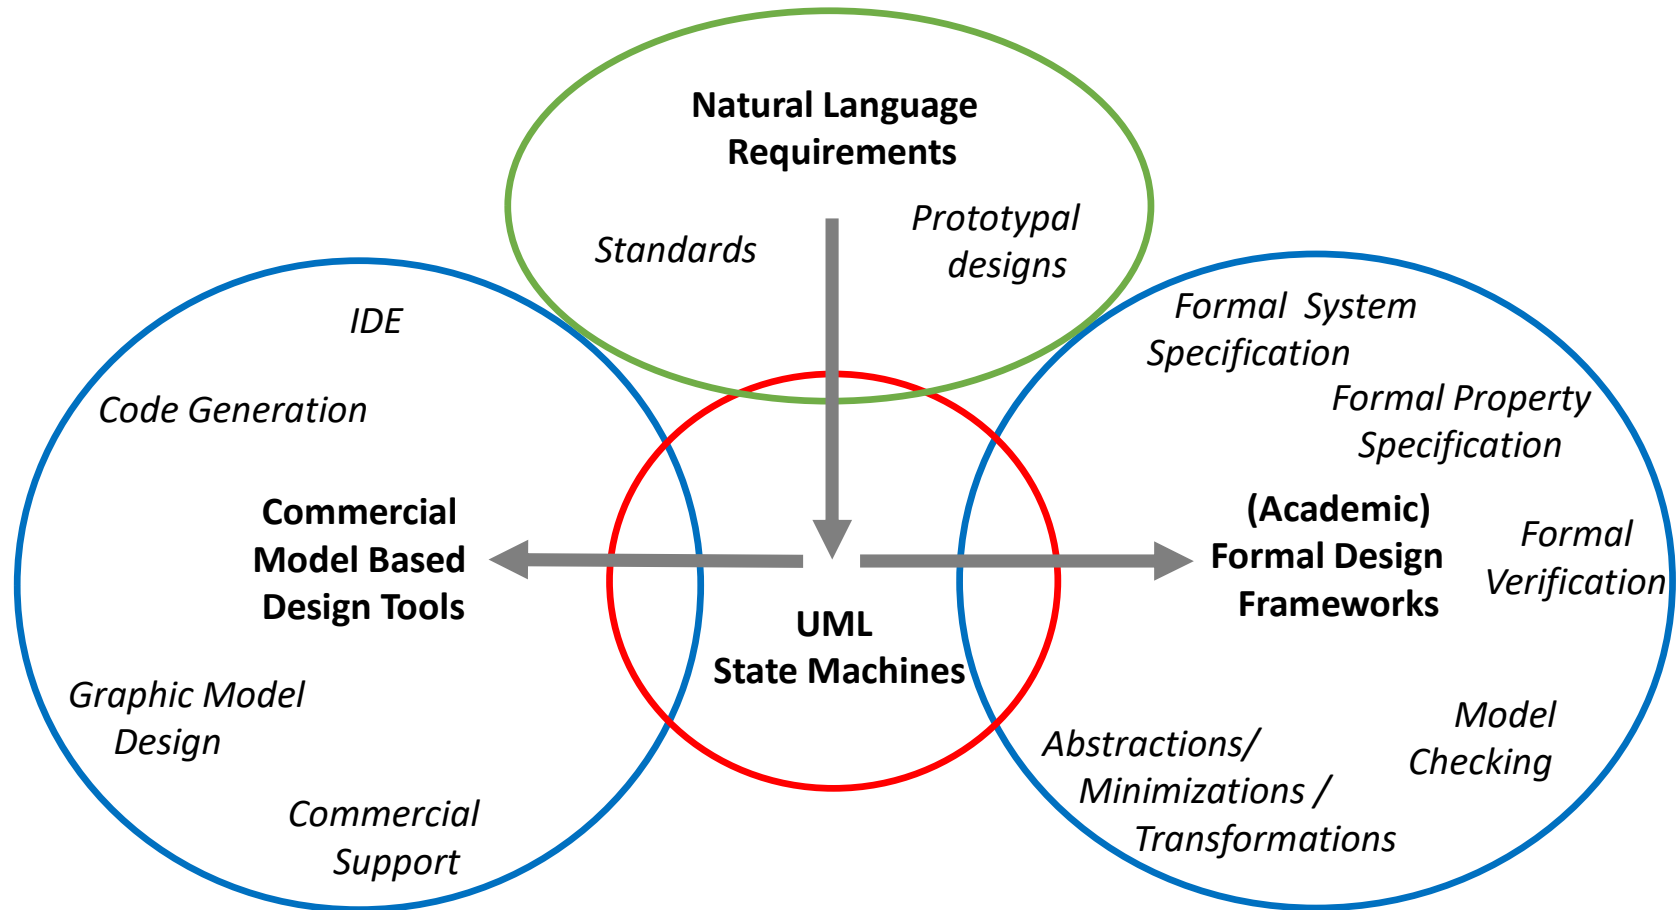 Natural Language
Requirements
Standards
Prototypal
designs
IDE
Code Generation
Commercial
Model Based
Design Tools
Graphic Model
Design
Commercial
Support
UML
State Machines
Formal System
Specification
Formal Property
Specification
(Academic)
Formal Design
Frameworks
Formal
Verification
Model
Checking
Abstractions/
Minimizations /
Transformations